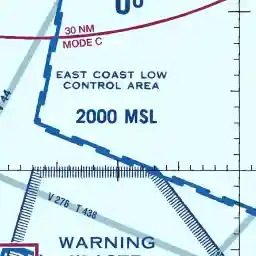 30 NM
MODE C
EAST COAST LOW
CONTROL AREA
2000 MSL
V 276 T 438
WARNING